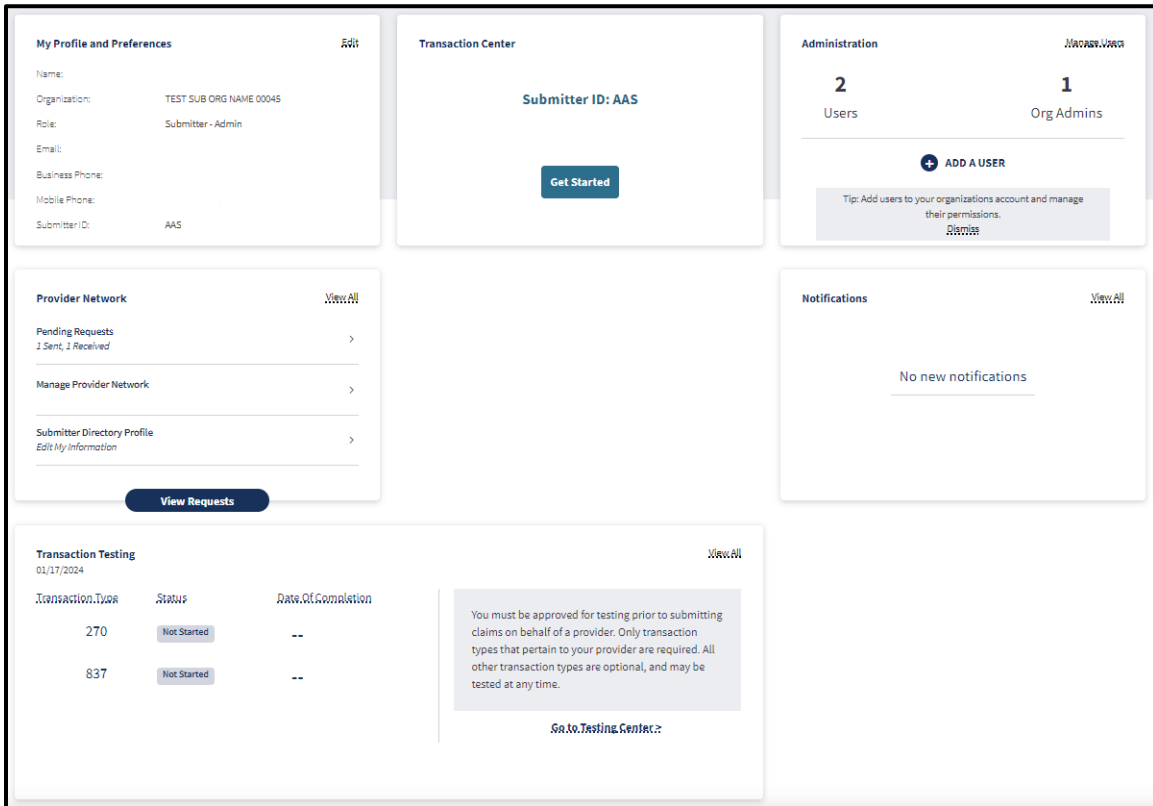 My Profile and Preferences
Edit
Name:
Organization:
TEST SUB ORG NAME 00045
Role:
Submitter - Admin
Email:
Business Phone:
Mobile Phone:
Submitter ID:
AAS
Transaction Center
Submitter ID: AAS
Get Started
Administration
Manage Users
2
Users
1
Org Admins
+ ADD A USER
Tip: Add users to your organizations account and manage
their permissions.
Dismiss
Provider Network
View All
Pending Requests
1 Sent, 1 Received
Manage Provider Network
Submitter Directory Profile
Edit My Information
View Requests
Notifications
View All
No new notifications
Transaction Testing
View All
01/17/2024
Transaction Type
Status
Date Of Completion
270
Not Started
--
837
Not Started
--
You must be approved for testing prior to submitting
claims on behalf of a provider. Only transaction
types that pertain to your provider are required. All
other transaction types are optional, and may be
tested at any time.
Go to Testing Center >